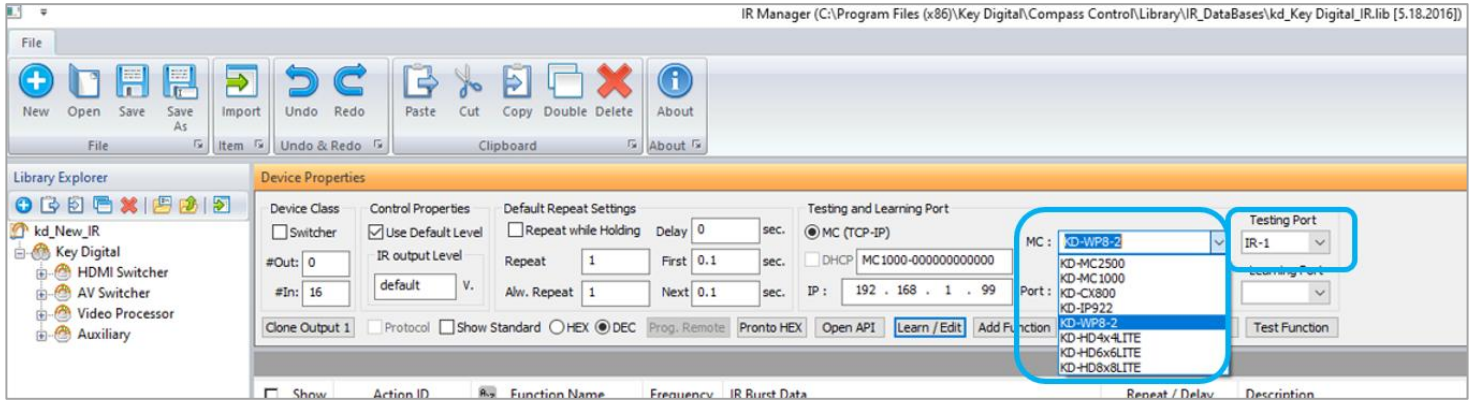 IR Manager (C:\Program Files (x86)\Key Digital\Compass Control\Library\IR_DataBases\kd_Key Digital_IR.lib [5.18.2016])
File
New Open Save Save As Import Undo Redo Paste Cut Copy Double Delete About
File Item Undo & Redo Clipboard About
Library Explorer
kd_New_IR
Key Digital
HDMI Switcher
AV Switcher
Video Processor
Auxiliary
Device Properties
Device Class Control Properties Default Repeat Settings Testing and Learning Port
Switcher Use Default Level Repeat while Holding Delay 0 sec. MC (TCP-IP)
#Out: 0 IR output Level Repeat 1 First 0.1 sec. DHCP MC1000-000000000000
#In: 16 default V. Alw. Repeat 1 Next 0.1 sec. IP : 192 . 168 . 1 . 99 Port :
MC : KD-WP8-2
KD-MC2500
KD-MC1000
KD-CX800
KD-IP922
KD-WP8-2
KD-HD4x4LITE
KD-HD6x6LITE
KD-HD8x8LITE
Testing Port
IR-1
Learning Port
Clone Output 1 Protocol Show Standard HEX DEC Prog. Remote Pronto HEX Open API Learn / Edit Add Function Test Function
Show Action ID Function Name Frequency IR Burst Data Repeat / Delay Description